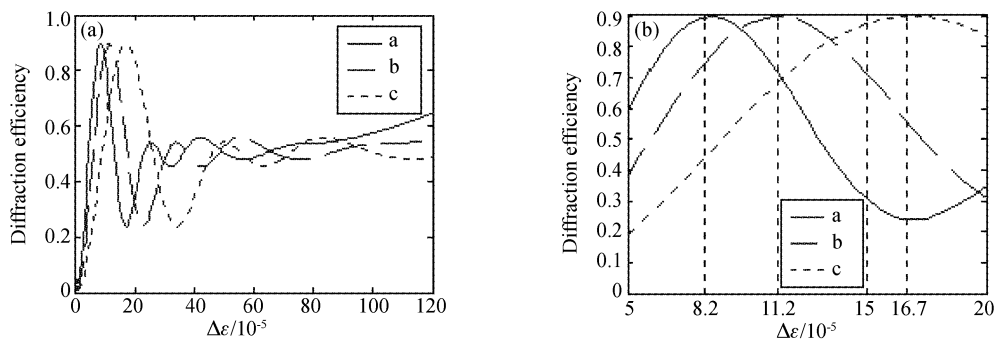 (a)
Diffraction efficiency
1.0
0.8
0.6
0.4
0.2
0
a
b
c
0 20 40 60 80 100 120
Δε/10⁻⁵
(b)
Diffraction efficiency
0.9
0.8
0.7
0.6
0.5
0.4
0.3
0.2
0.1
0
a
b
c
5 8.2 11.2 15 16.7 20
Δε/10⁻⁵